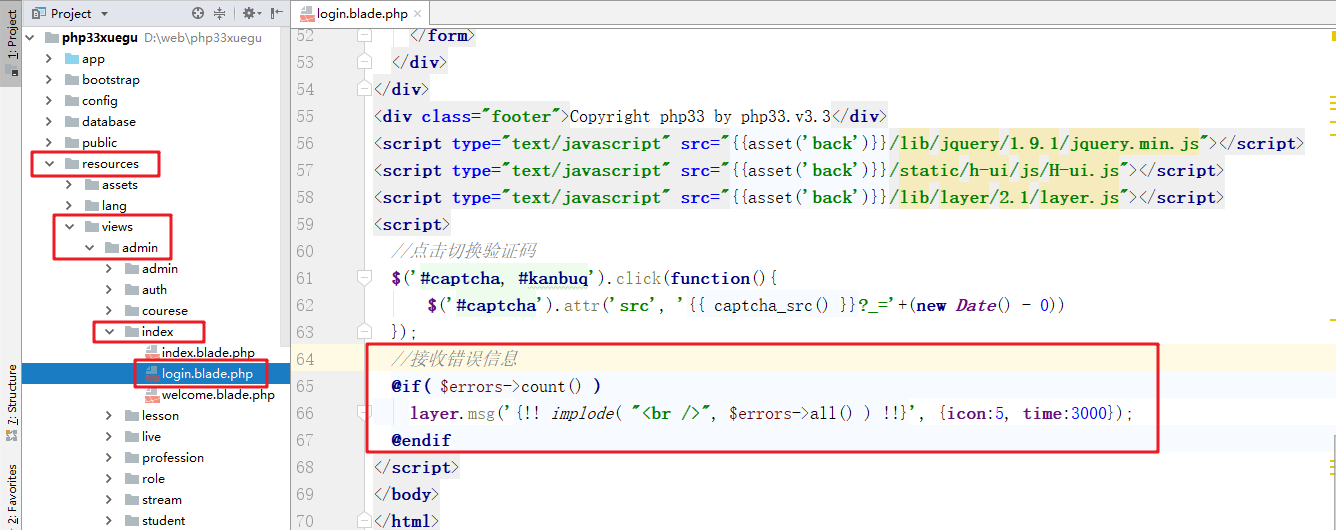 Project
login.blade.php
1: Project
php33xuegu D:\web\php33xuegu
app
bootstrap
config
database
public
resources
assets
lang
views
admin
admin
auth
courese
index
index.blade.php
login.blade.php
welcome.blade.php
lesson
live
profession
role
stream
student
7: Structure
2: Favorites
52 </form>
53 </div>
54 </div>
55 <div class="footer">Copyright php33 by php33.v3.3</div>
56 <script type="text/javascript" src="{{asset('back')}}/lib/jquery/1.9.1/jquery.min.js"></script>
57 <script type="text/javascript" src="{{asset('back')}}/static/h-ui/js/H-ui.js"></script>
58 <script type="text/javascript" src="{{asset('back')}}/lib/layer/2.1/layer.js"></script>
59 <script>
60 //点击切换验证码
61 $('#captcha, #kanbuq').click(function(){
62 $('#captcha').attr('src', '{{ captcha_src() }}?_='+(new Date() - 0))
63 });
64 //接收错误信息
65 @if( $errors->count() )
66 layer.msg('{!! implode( "<br />", $errors->all() ) !!}', {icon:5, time:3000});
67 @endif
68 </script>
69 </body>
70 </html>